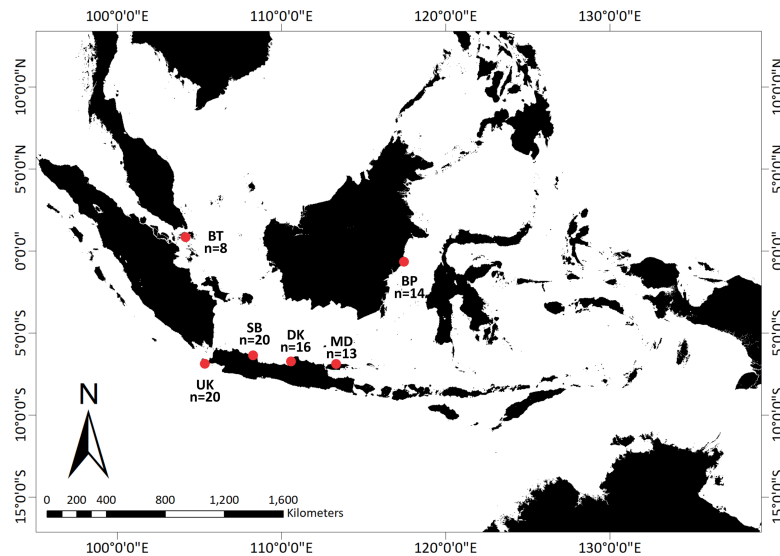 100°0'0"E 110°0'0"E 120°0'0"E 130°0'0"E
10°0'0"N
10°0'0"N
5°0'0"N
5°0'0"N
BT
n=8
0°0'0"
0°0'0"
BP
n=14
SB
n=20
DK
n=16
MD
n=13
5°0'0"S
5°0'0"S
UK
n=20
N
10°0'0"S
10°0'0"S
15°0'0"S
15°0'0"S
0 200 400 800 1,200 1,600
Kilometers
100°0'0"E 110°0'0"E 120°0'0"E 130°0'0"E